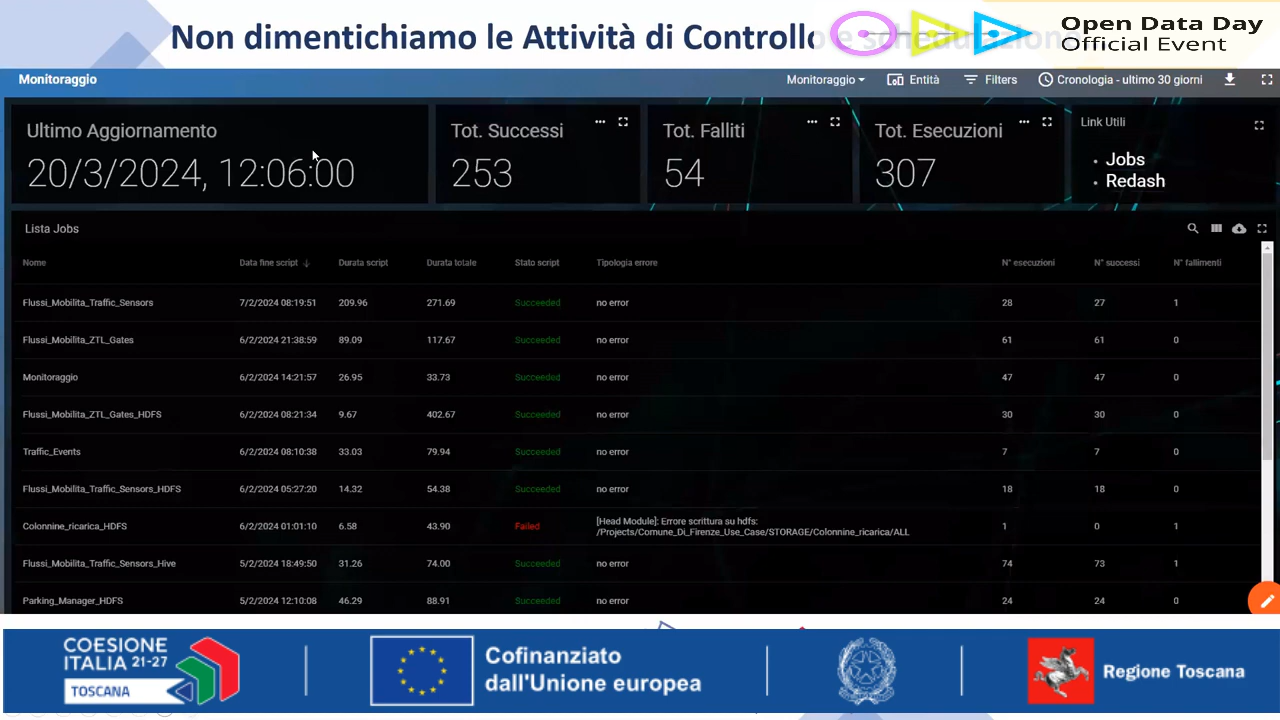 Non dimentichiamo le Attività di Controllo e schedulazione
Open Data Day
Official Event
Monitoraggio
Monitoraggio
Entità
Filters
Cronologia - ultimo 30 giorni
Ultimo Aggiornamento
20/3/2024, 12:06:00
Tot. Successi
253
Tot. Falliti
54
Tot. Esecuzioni
307
Link Utili
Jobs
Redash
Lista Jobs
Nome Data fine script Durata script Durata totale Stato script Tipologia errore N° esecuzioni N° successi N° fallimenti
Flussi_Mobilita_Traffic_Sensors 7/2/2024 08:19:51 209.96 271.69 Succeeded no error 28 27 1
Flussi_Mobilita_ZTL_Gates 6/2/2024 21:38:59 89.09 117.67 Succeeded no error 61 61 0
Monitoraggio 6/2/2024 14:21:57 26.95 33.73 Succeeded no error 47 47 0
Flussi_Mobilita_ZTL_Gates_HDFS 6/2/2024 08:21:34 9.67 402.67 Succeeded no error 30 30 0
Traffic_Events 6/2/2024 08:10:38 33.03 79.94 Succeeded no error 7 7 0
Flussi_Mobilita_Traffic_Sensors_HDFS 6/2/2024 05:27:20 14.32 54.38 Succeeded no error 18 18 0
Colonnine_ricarica_HDFS 6/2/2024 01:01:10 6.58 43.90 Failed [Head Module]: Errore scrittura su hdfs: 1 0 1
/Projects/Comune_Di_Firenze_Use_Case/STORAGE/Colonnine_ricarica/ALL
Flussi_Mobilita_Traffic_Sensors_Hive 5/2/2024 18:49:50 31.26 74.00 Succeeded no error 74 73 1
Parking_Manager_HDFS 5/2/2024 12:10:08 46.29 88.91 Succeeded no error 24 24 0
COESIONE
ITALIA 21-27
TOSCANA
Cofinanziato
dall'Unione europea
Regione Toscana